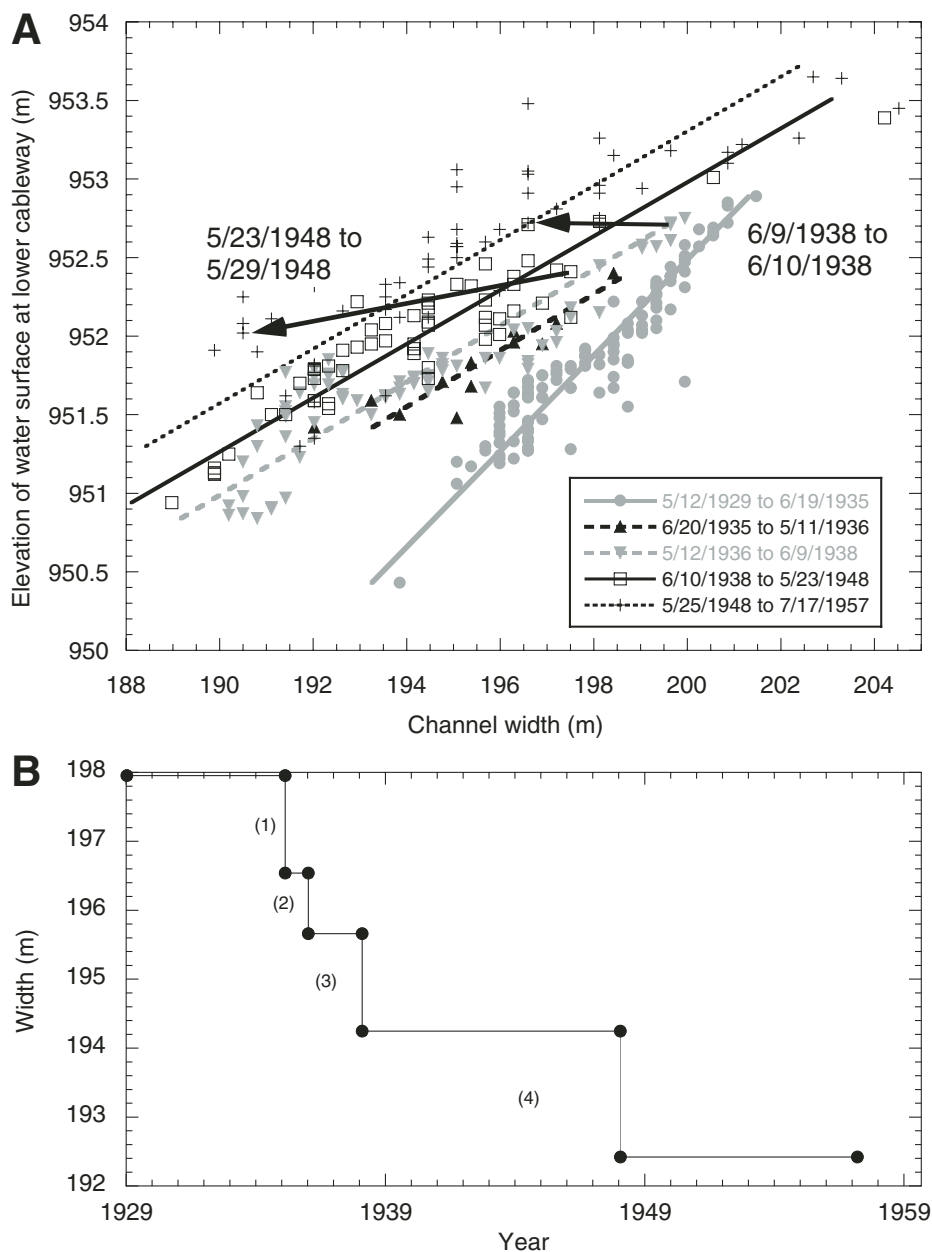 A
954
953.5
953
952.5
952
951.5
951
950.5
950
Elevation of water surface at lower cableway (m)
5/23/1948 to
5/29/1948
6/9/1938 to
6/10/1938
5/12/1929 to 6/19/1935
6/20/1935 to 5/11/1936
5/12/1936 to 6/9/1938
6/10/1938 to 5/23/1948
5/25/1948 to 7/17/1957
188 190 192 194 196 198 200 202 204
Channel width (m)
B
198
197
196
195
194
193
192
Width (m)
(1)
(2)
(3)
(4)
1929 1939 1949 1959
Year